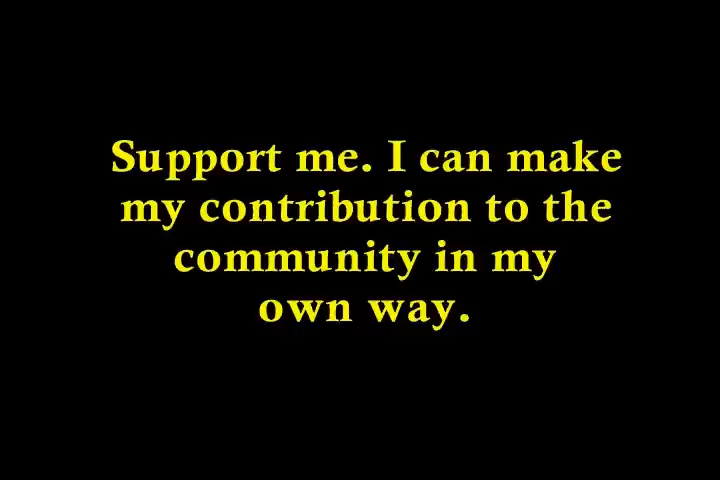 Support me. I can make
my contribution to the
community in my
own way.